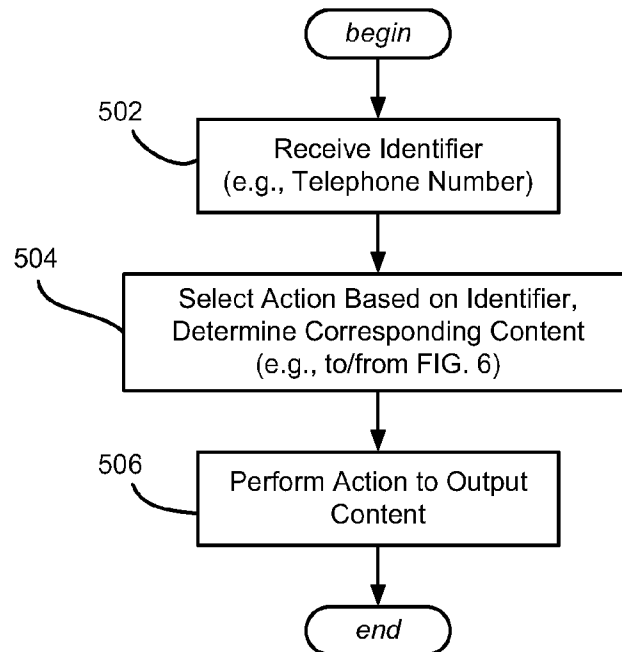 begin
502
Receive Identifier
(e.g., Telephone Number)
504
Select Action Based on Identifier,
Determine Corresponding Content
(e.g., to/from FIG. 6)
506
Perform Action to Output
Content
end